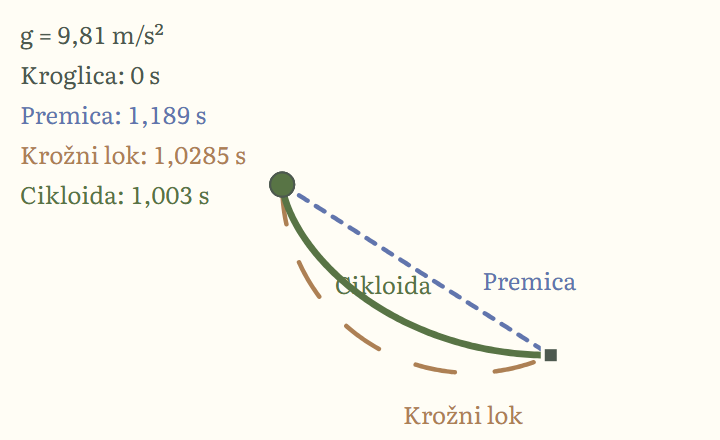 g = 9,81 m/s²
Kroglica: 0 s
Premica: 1,189 s
Krožni lok: 1,0285 s
Cikloida: 1,003 s
Cikloida
Premica
Krožni lok